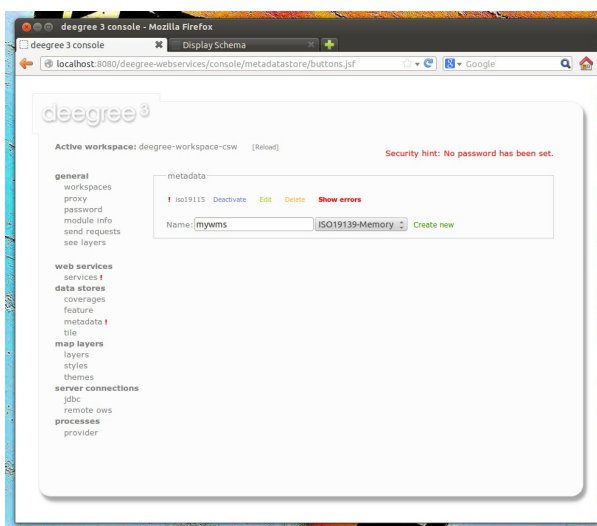 deegree 3 console - Mozilla Firefox
deegree 3 console
Display Schema
localhost:8080/deegree-webservices/console/metadatastore/buttons.jsf
Google
deegree 3
Active workspace: deegree-workspace-csw [Reload]
Security hint: No password has been set.
general
workspaces
proxy
password
module info
send requests
see layers
web services
services !
data stores
coverages
feature
metadata !
tile
map layers
layers
styles
themes
server connections
jdbc
remote ows
processes
provider
metadata
! iso19115 Deactivate Edit Delete Show errors
Name: mywms ISO19139-Memory Create new